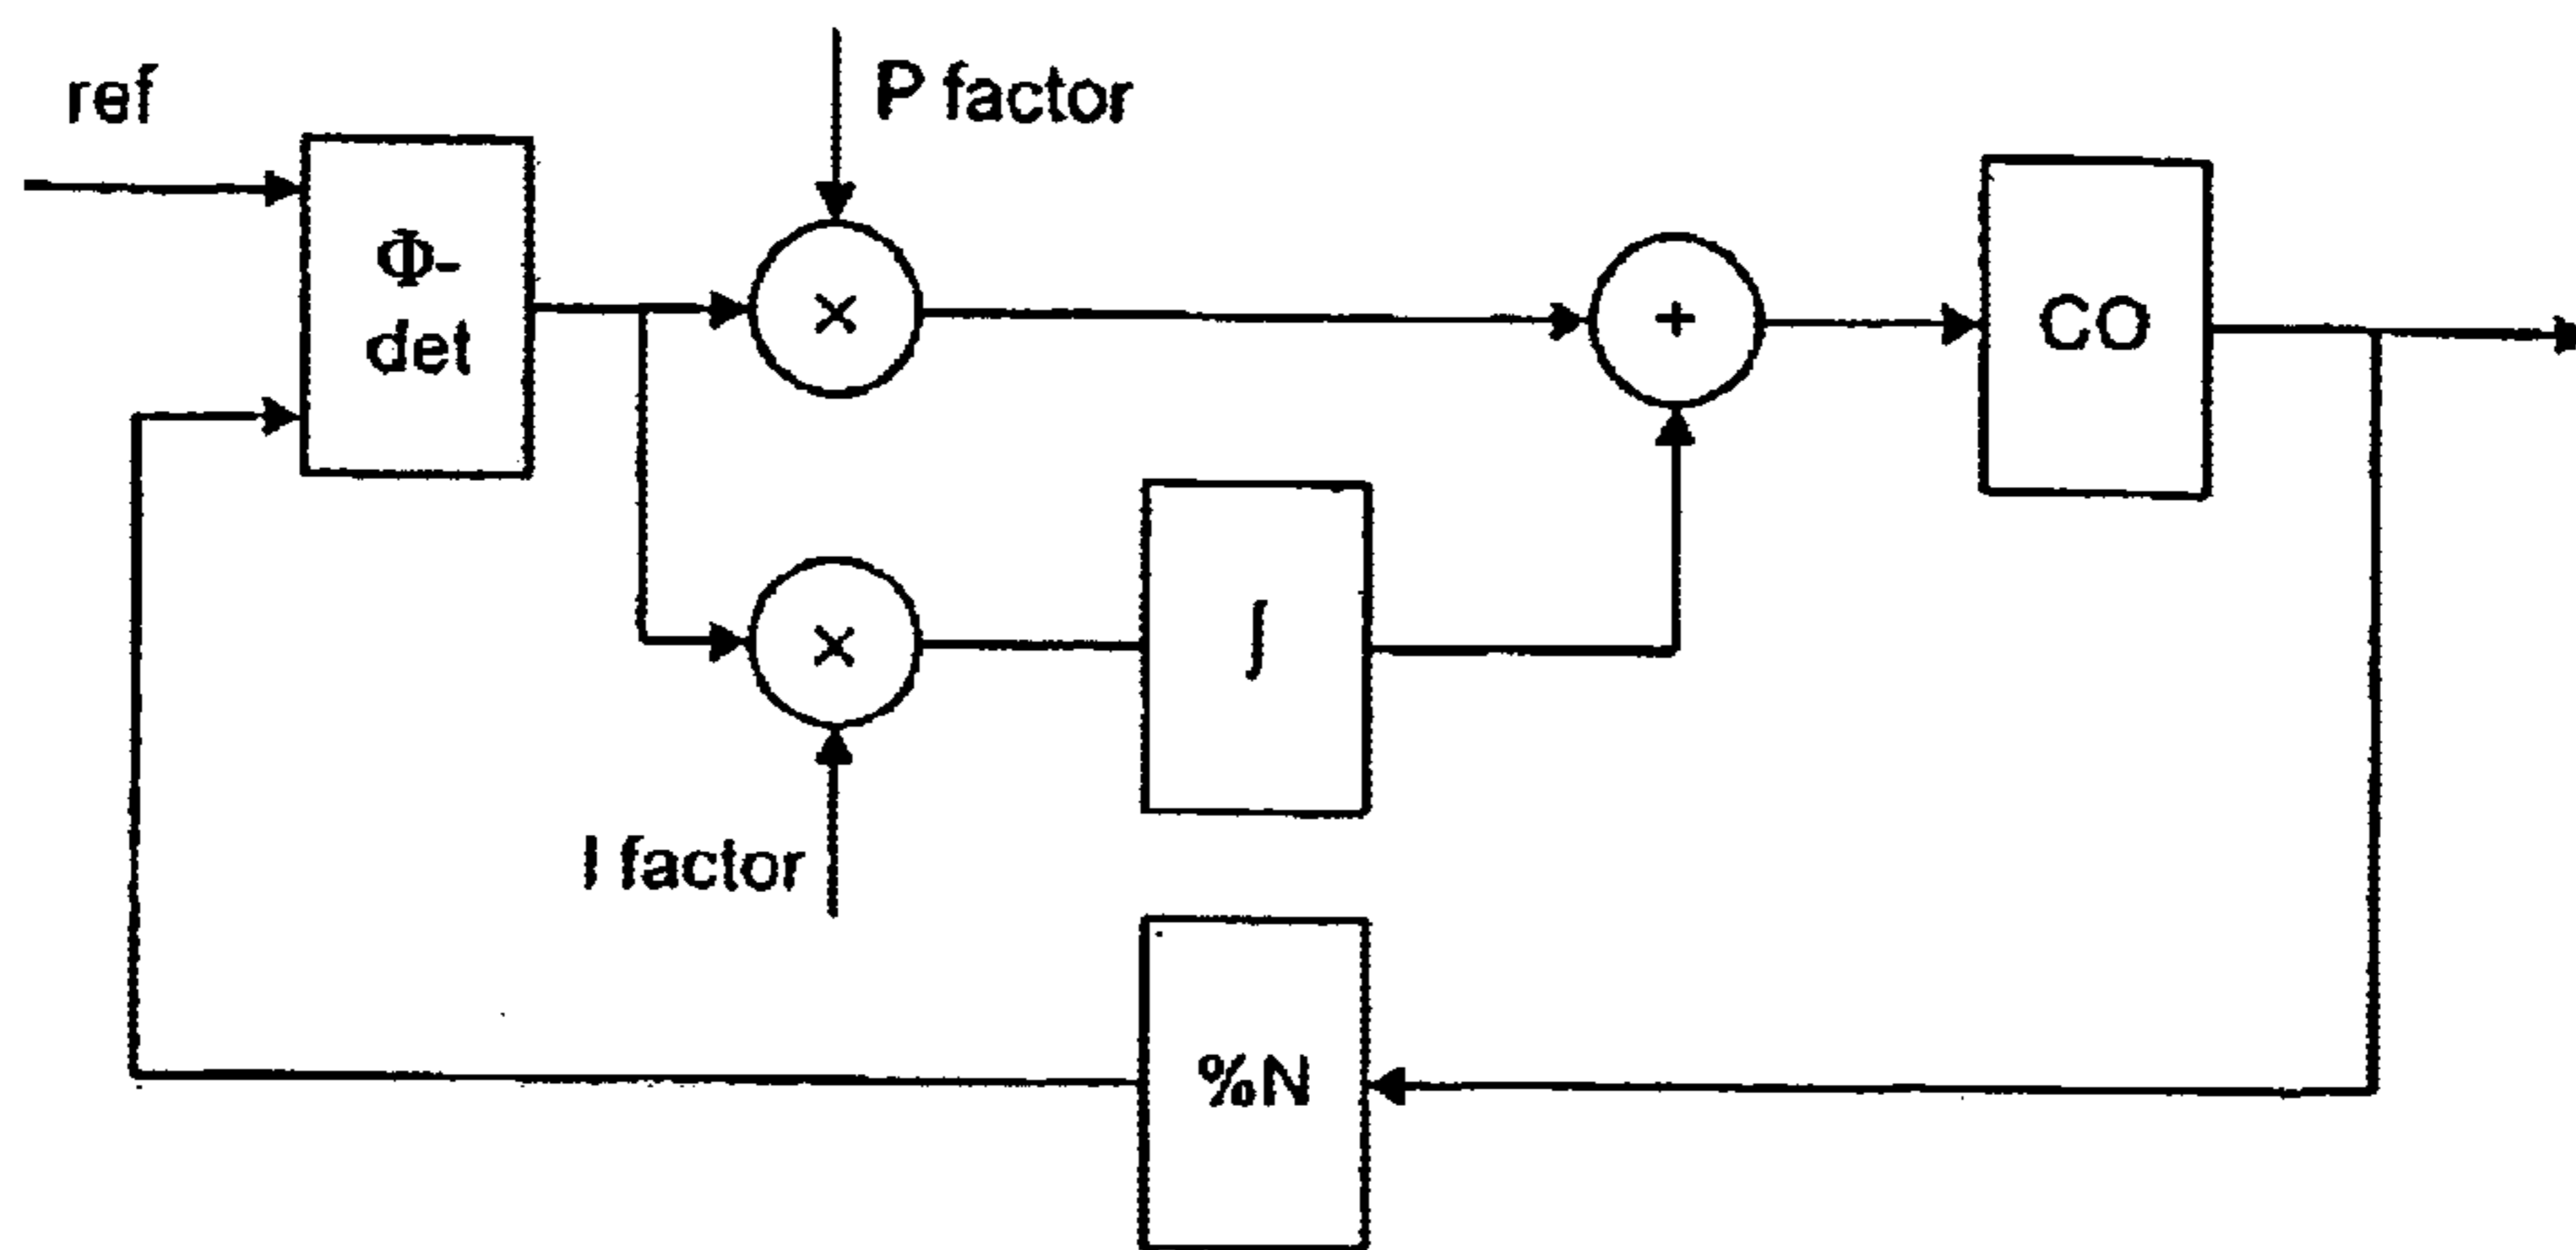 ref
P factor
Φ-
det
×
+
CO
×
∫
I factor
%N